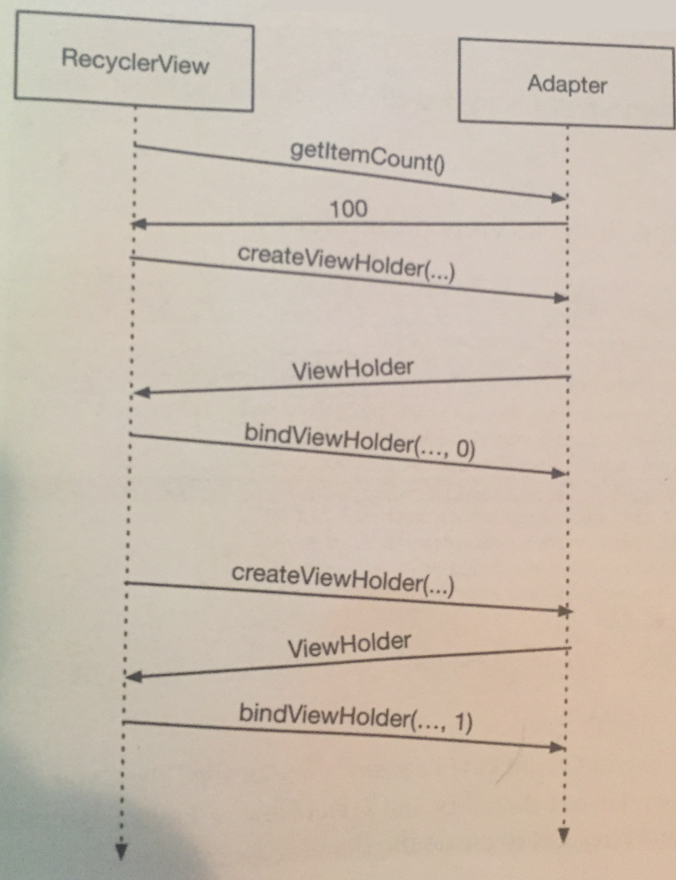 RecyclerView
Adapter
getItemCount()
100
createViewHolder(...)
ViewHolder
bindViewHolder(..., 0)
createViewHolder(...)
ViewHolder
bindViewHolder(..., 1)